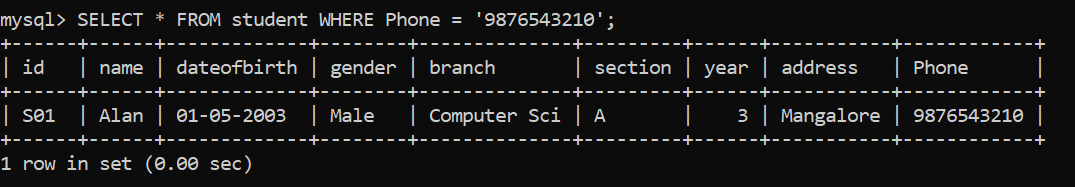 mysql> SELECT * FROM student WHERE Phone = '9876543210';
+------+------+-------------+--------+--------------+---------+------+-----------+------------+
| id   | name | dateofbirth | gender | branch       | section | year | address   | Phone      |
+------+------+-------------+--------+--------------+---------+------+-----------+------------+
| S01  | Alan | 01-05-2003  | Male   | Computer Sci | A       |    3 | Mangalore | 9876543210 |
+------+------+-------------+--------+--------------+---------+------+-----------+------------+
1 row in set (0.00 sec)